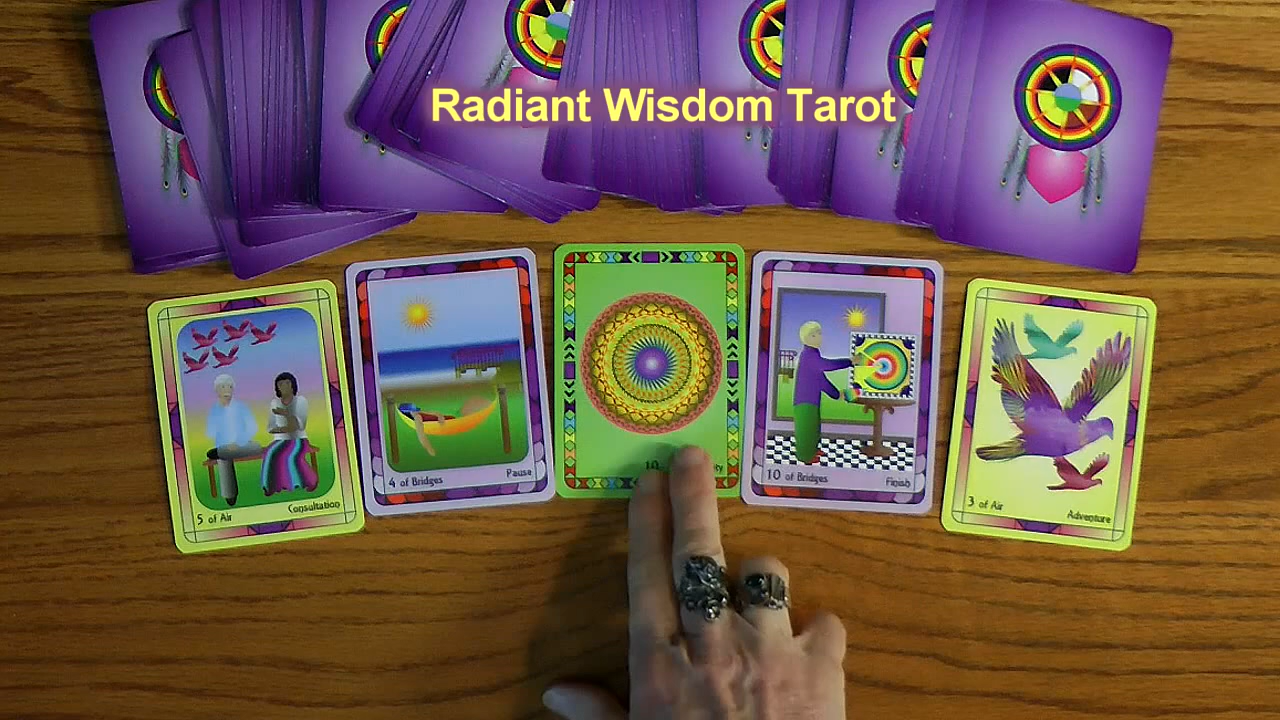 Radiant Wisdom Tarot
5 of Air
Consultation
4 of Bridges
Pause
10
10 of Bridges
Finish
3 of Air
Adventure